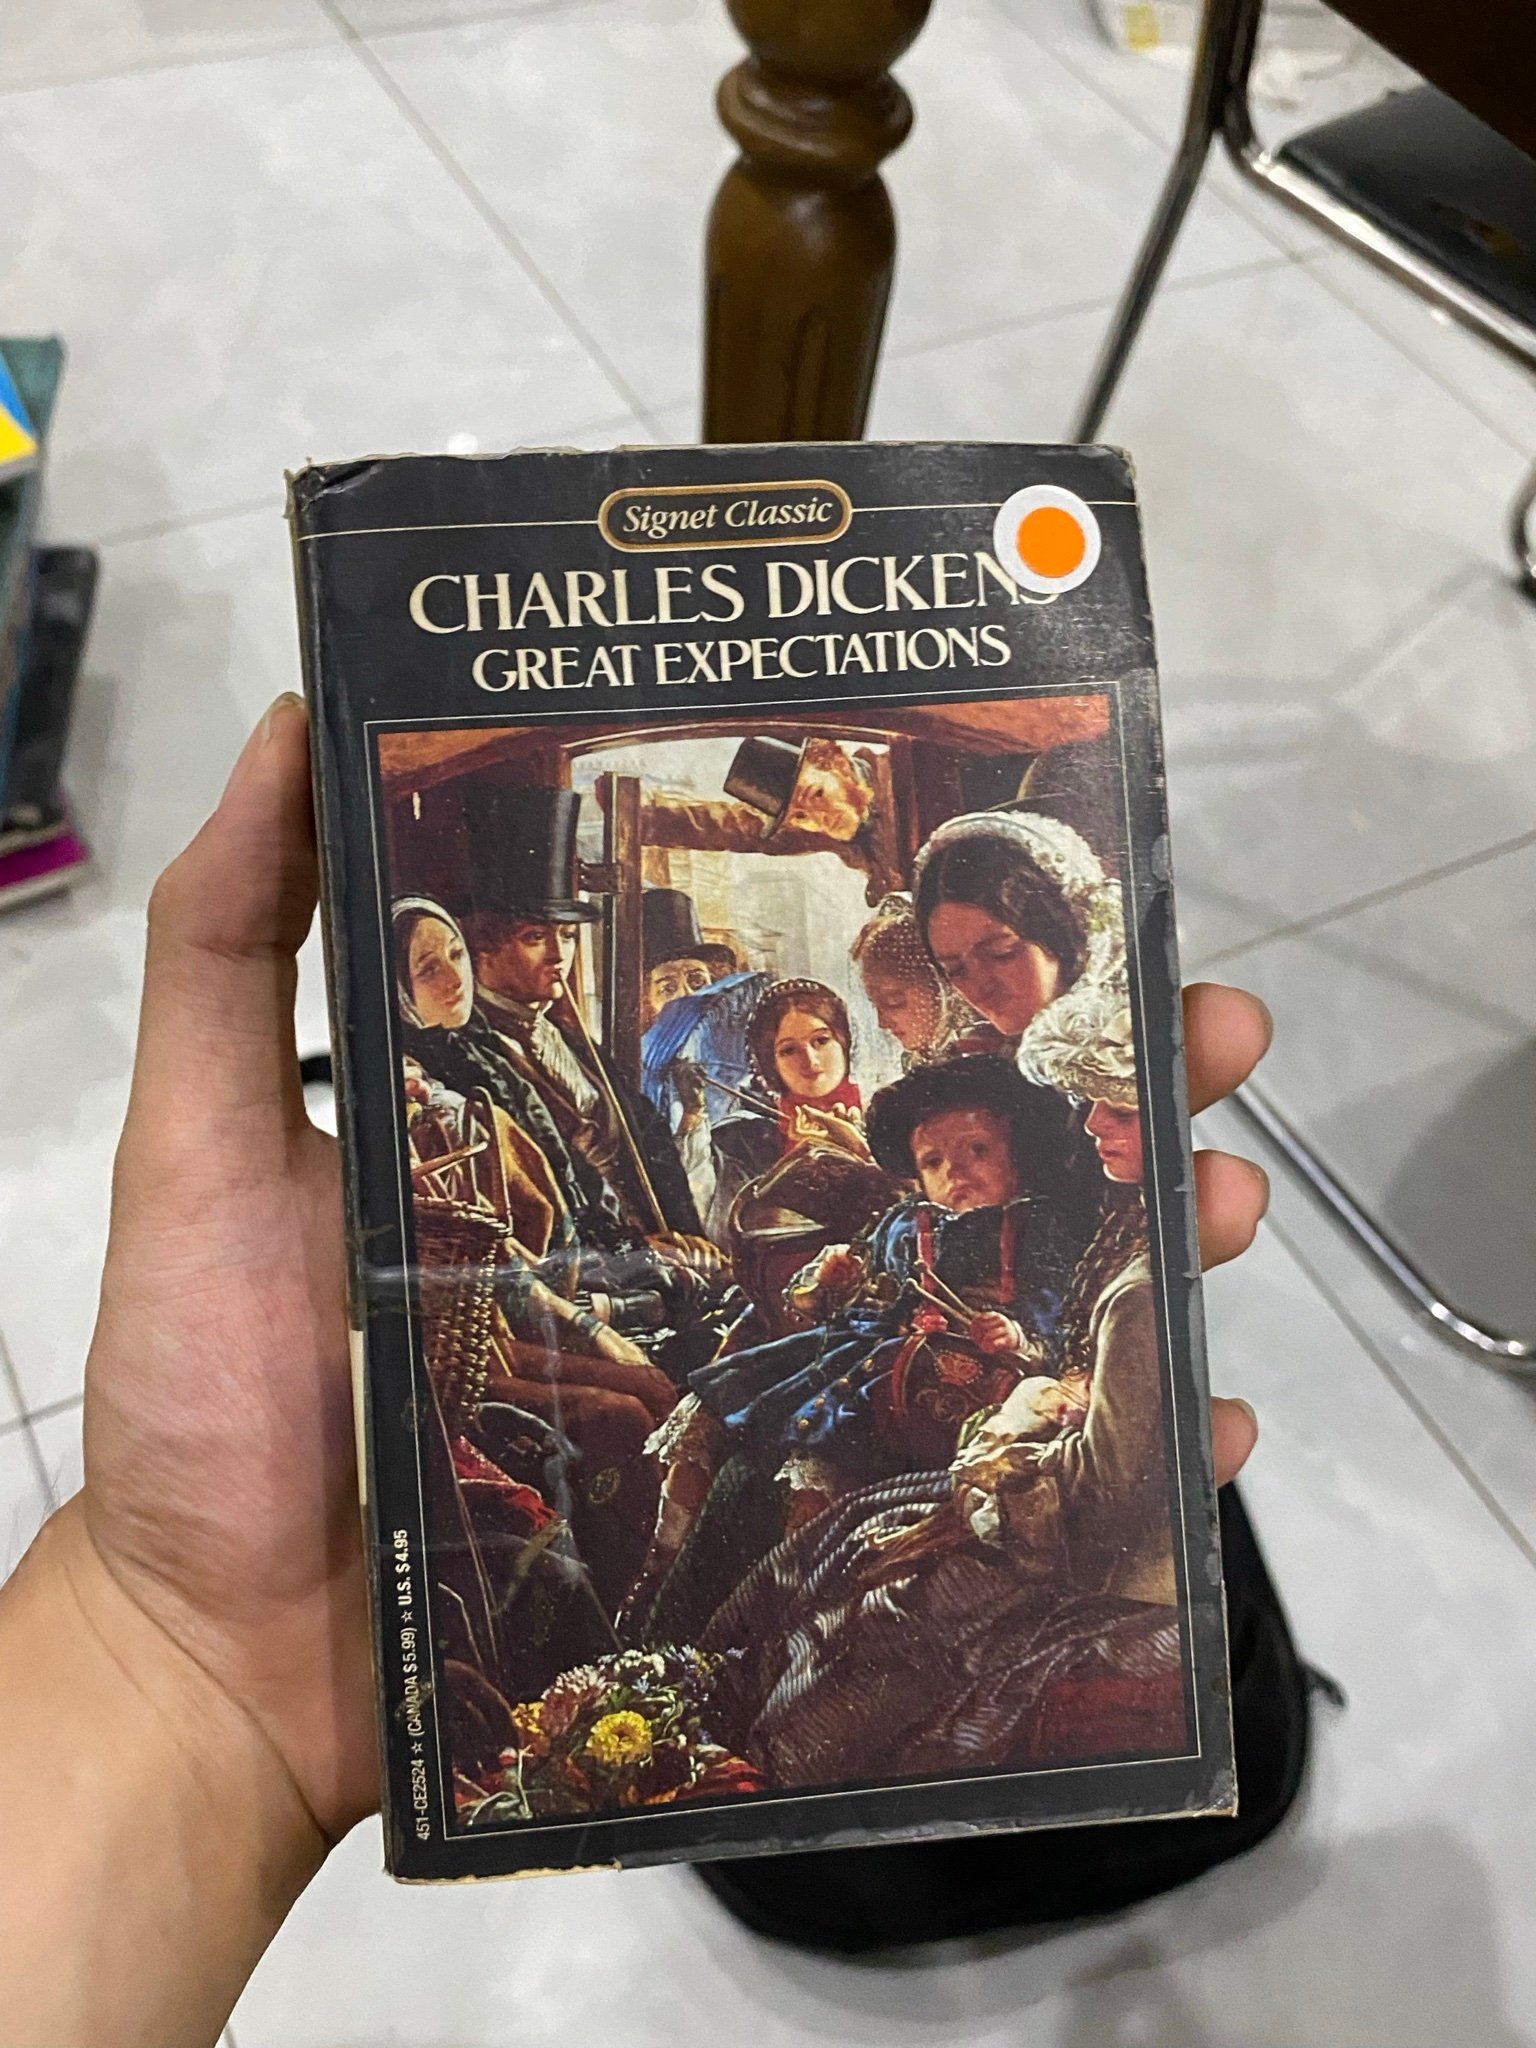 Signet Classic
CHARLES DICKENS
GREAT EXPECTATIONS
451-CE2524 ☆ (CANADA $5.99) ☆ U.S. $4.95